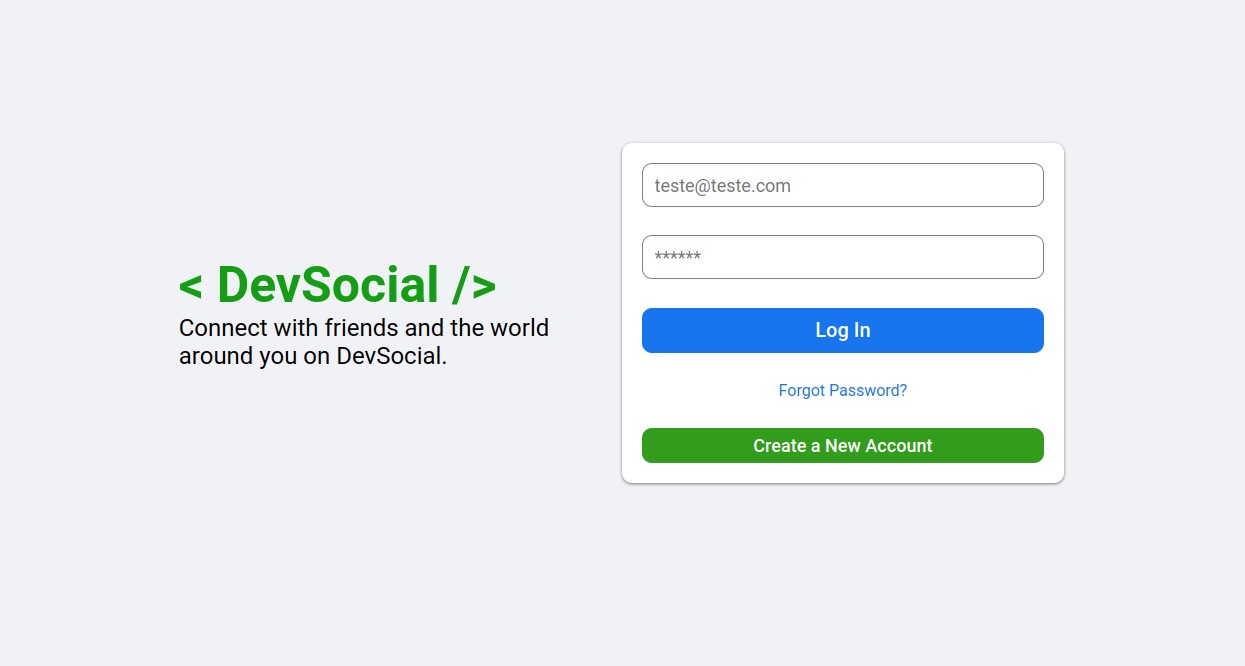 < DevSocial />
Connect with friends and the world
around you on DevSocial.
teste@teste.com
******
Log In
Forgot Password?
Create a New Account